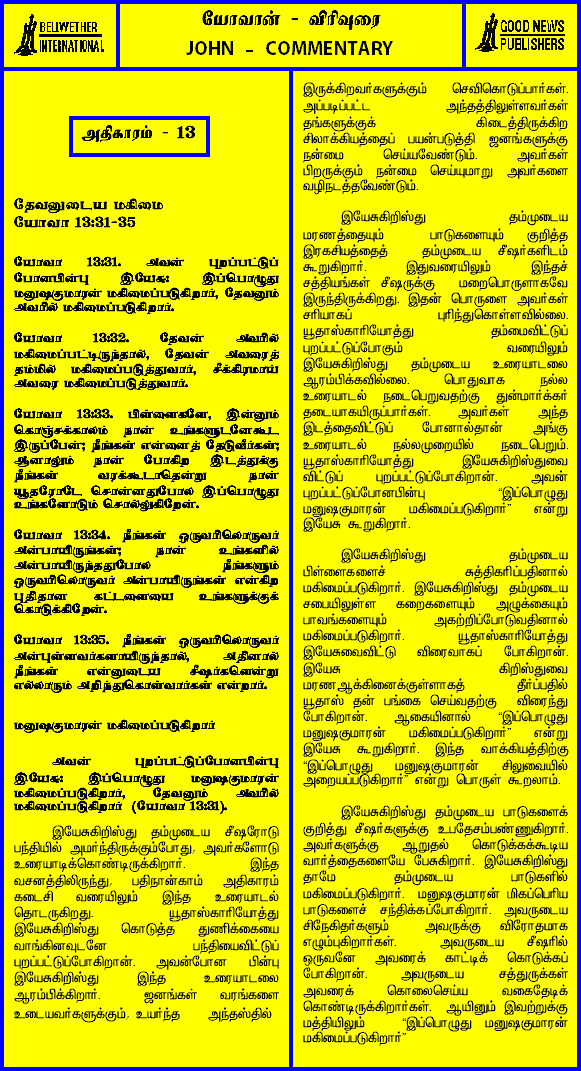 BELLWETHER
INTERNATIONAL
யோவான் - விரிவுரை
JOHN - COMMENTARY
GOOD NEWS
PUBLISHERS
அதிகாரம் - 13
தேவனுடைய மகிமை
யோவா 13:31-35
யோவா 13:31. அவன் புறப்பட்டுப்
போனபின்பு இயேசு: இப்பொழுது
மனுஷகுமாரன் மகிமைப்படுகிறார், தேவனும்
அவரில் மகிமைப்படுகிறார்.
யோவா 13:32. தேவன் அவரில்
மகிமைப்பட்டிருந்தால், தேவன் அவரைத்
தம்மில் மகிமைப்படுத்துவார், சீக்கிரமாய்
அவரை மகிமைப்படுத்துவார்.
யோவா 13:33. பிள்ளைகளே, இன்னும்
கொஞ்சக்காலம் நான் உங்களுடனேகூட
இருப்பேன்; நீங்கள் என்னைத் தேடுவீர்கள்;
ஆனாலும் நான் போகிற இடத்துக்கு
நீங்கள் வரக்கூடாதென்று நான்
யூதரோடே சொன்னதுபோல் இப்பொழுது
உங்களோடும் சொல்லுகிறேன்.
யோவா 13:34. நீங்கள் ஒருவரிலொருவர்
அன்பாயிருங்கள்; நான் உங்களில்
அன்பாயிருந்ததுபோல நீங்களும்
ஒருவரிலொருவர் அன்பாயிருங்கள் என்கிற
புதிதான கட்டளையை உங்களுக்குக்
கொடுக்கிறேன்.
யோவா 13:35. நீங்கள் ஒருவரிலொருவர்
அன்புள்ளவர்களாயிருந்தால், அதினால்
நீங்கள் என்னுடைய சீஷர்களென்று
எல்லாரும் அறிந்துகொள்வார்கள் என்றார்.
மனுஷகுமாரன் மகிமைப்படுகிறார்
அவன் புறப்பட்டுப்போனபின்பு
இயேசு: இப்பொழுது மனுஷகுமாரன்
மகிமைப்படுகிறார், தேவனும் அவரில்
மகிமைப்படுகிறார் (யோவா 13:31).
இயேசுகிறிஸ்து தம்முடைய சீஷரோடு
பந்தியில் அமர்ந்திருக்கும்போது, அவர்களோடு
உரையாடிக்கொண்டிருக்கிறார். இந்த
வசனத்திலிருந்து, பதினான்காம் அதிகாரம்
கடைசி வரையிலும் இந்த உரையாடல்
தொடருகிறது. யூதாஸ்காரியோத்து
இயேசுகிறிஸ்து கொடுத்த துணிக்கையை
வாங்கினவுடனே பந்தியைவிட்டுப்
புறப்பட்டுப்போகிறான். அவன்போன பின்பு
இயேசுகிறிஸ்து இந்த உரையாடலை
ஆரம்பிக்கிறார். ஜனங்கள் வரங்களை
உடையவர்களுக்கும், உயர்ந்த அந்தஸ்தில்
இருக்கிறவர்களுக்கும் செவிகொடுப்பார்கள்.
அப்படிப்பட்ட அந்தத்திலுள்ளவர்கள்
தங்களுக்குக் கிடைத்திருக்கிற
சிலாக்கியத்தைப் பயன்படுத்தி ஜனங்களுக்கு
நன்மை செய்யவேண்டும். அவர்கள்
பிறருக்கும் நன்மை செய்யுமாறு அவர்களை
வழிநடத்தவேண்டும்.
இயேசுகிறிஸ்து தம்முடைய
மரணத்தையும் பாடுகளையும் குறித்த
இரகசியத்தைத் தம்முடைய சீஷர்களிடம்
கூறுகிறார். இதுவரையிலும் இந்தச்
சத்தியங்கள் சீஷருக்கு மறைபொருளாகவே
இருந்திருக்கிறது. இதன் பொருளை அவர்கள்
சரியாகப் புரிந்துகொள்ளவில்லை.
யூதாஸ்காரியோத்து தம்மைவிட்டுப்
புறப்பட்டுப்போகும் வரையிலும்
இயேசுகிறிஸ்து தம்முடைய உரையாடலை
ஆரம்பிக்கவில்லை. பொதுவாக நல்ல
உரையாடல் நடைபெறுவதற்கு துன்மார்க்கர்
தடையாகயிருப்பார்கள். அவர்கள் அந்த
இடத்தைவிட்டுப் போனால்தான் அங்கு
உரையாடல் நல்லமுறையில் நடைபெறும்.
யூதாஸ்காரியோத்து இயேசுகிறிஸ்துவை
விட்டுப் புறப்பட்டுப்போகிறான். அவன்
புறப்பட்டுப்போனபின்பு “இப்பொழுது
மனுஷகுமாரன் மகிமைப்படுகிறார்” என்று
இயேசு கூறுகிறார்.
இயேசுகிறிஸ்து தம்முடைய
பிள்ளைகளைச் சுத்திகரிப்பதினால்
மகிமைப்படுகிறார். இயேசுகிறிஸ்து தம்முடைய
சபையிலுள்ள கறைகளையும் அழுக்கையும்
பாவங்களையும் அகற்றிப்போடுவதினால்
மகிமைப்படுகிறார். யூதாஸ்காரியோத்து
இயேசுவைவிட்டு விரைவாகப் போகிறான்.
இயேசு கிறிஸ்துவை
மரணஆக்கினைக்குள்ளாகத் தீர்ப்பதில்
யூதாஸ் தன் பங்கை செய்வதற்கு விரைந்து
போகிறான். ஆகையினால் “இப்பொழுது
மனுஷகுமாரன் மகிமைப்படுகிறார்” என்று
இயேசு கூறுகிறார். இந்த வாக்கியத்திற்கு
“இப்பொழுது மனுஷகுமாரன் சிலுவையில்
அறையப்படுகிறார்” என்று பொருள் கூறலாம்.
இயேசுகிறிஸ்து தம்முடைய பாடுகளைக்
குறித்து சீஷர்களுக்கு உபதேசம்பண்ணுகிறார்.
அவர்களுக்கு ஆறுதல் கொடுக்கக்கூடிய
வார்த்தைகளையே பேசுகிறார். இயேசுகிறிஸ்து
தாமே தம்முடைய பாடுகளில்
மகிமைப்படுகிறார். மனுஷகுமாரன் மிகப்பெரிய
பாடுகளைச் சந்திக்கப்போகிறார். அவருடைய
சிநேகிதர்களும் அவருக்கு விரோதமாக
எழும்புகிறார்கள். அவருடைய சீஷரில்
ஒருவனே அவரைக் காட்டிக் கொடுக்கப்
போகிறான். அவருடைய சத்துருக்கள்
அவரைக் கொலைசெய்ய வகைதேடிக்
கொண்டிருக்கிறார்கள். ஆயினும் இவற்றுக்கு
மத்தியிலும் “இப்பொழுது மனுஷகுமாரன்
மகிமைப்படுகிறார்”